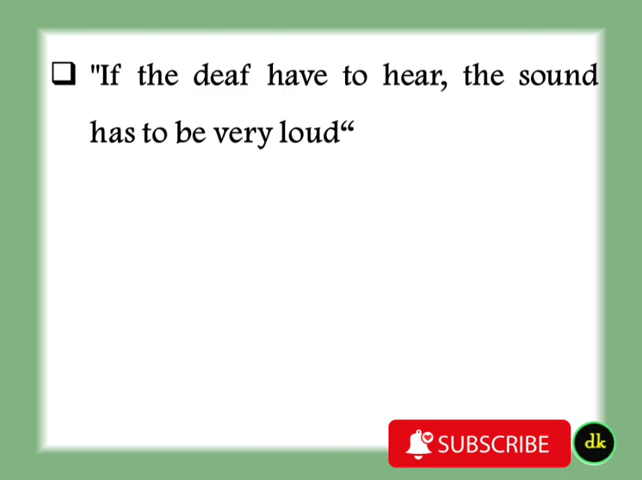 ❑ "If the deaf have to hear, the sound
has to be very loud“
SUBSCRIBE
dk